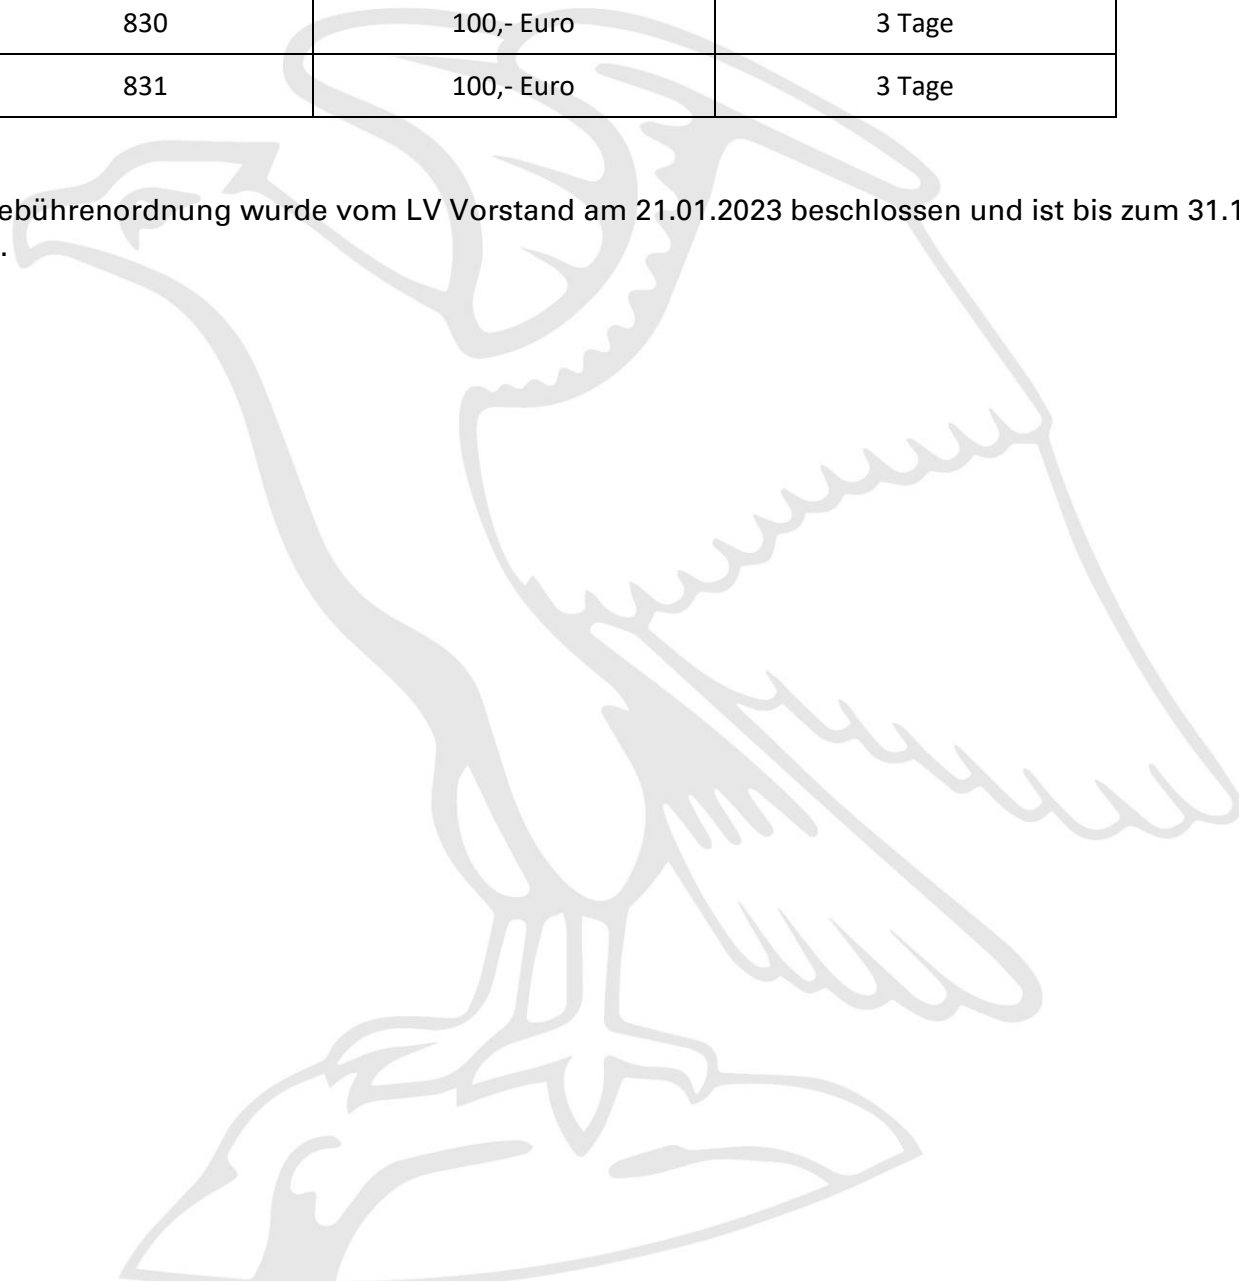 830 100,- Euro 3 Tage
831 100,- Euro 3 Tage
ebührenordnung wurde vom LV Vorstand am 21.01.2023 beschlossen und ist bis zum 31.1
.